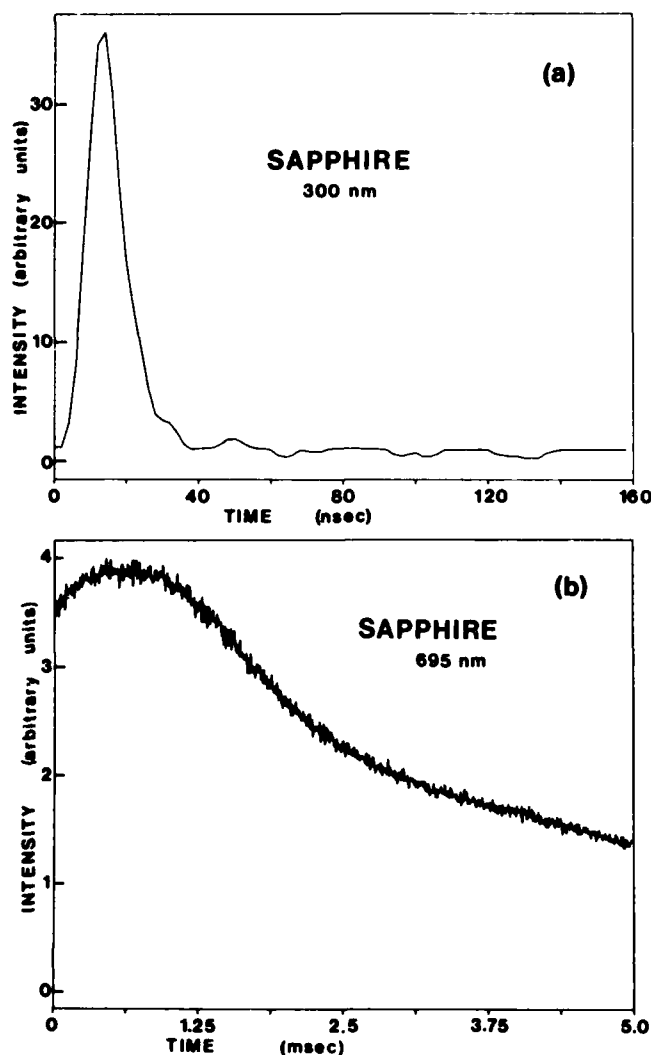 (a)
SAPPHIRE
300 nm
INTENSITY (arbitrary units)
30
20
10
0
0 40 80 120 160
TIME (nsec)
(b)
SAPPHIRE
695 nm
INTENSITY (arbitrary units)
4
3
2
1
0
0 1.25 2.5 3.75 5.0
TIME (msec)